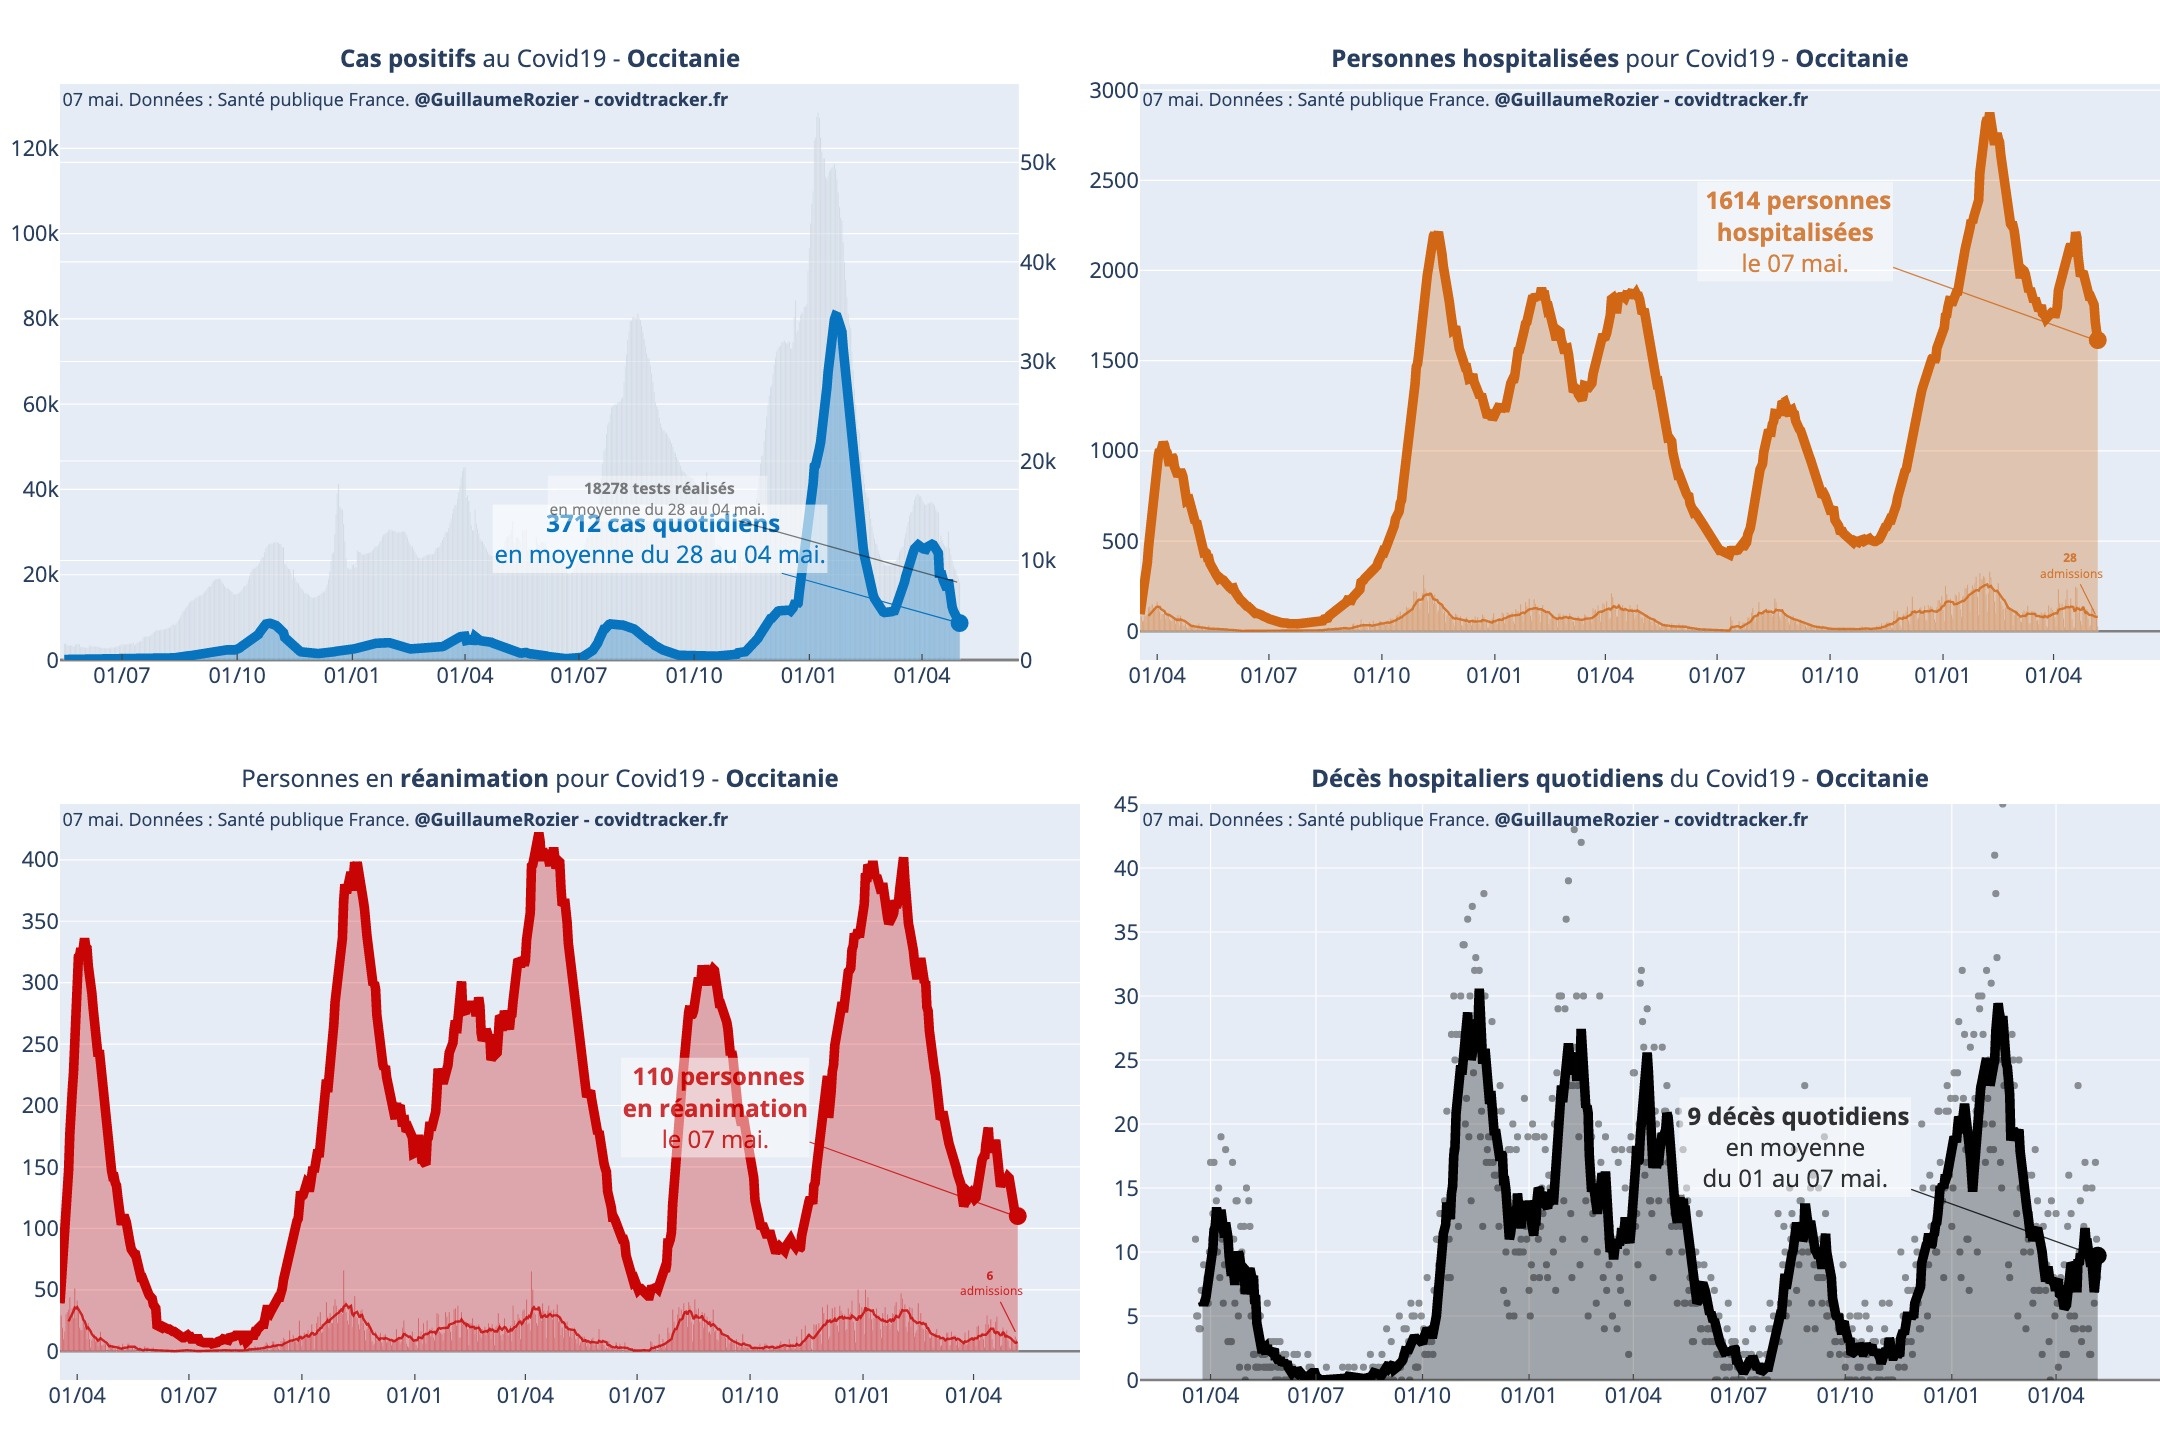 Cas positifs au Covid19 - Occitanie
07 mai. Données : Santé publique France. @GuillaumeRozier - covidtracker.fr
120k
100k
80k
60k
40k
20k
0
50k
40k
30k
20k
10k
0
18278 tests réalisés
en moyenne du 28 au 04 mai.
3712 cas quotidiens
en moyenne du 28 au 04 mai.
01/07 01/10 01/01 01/04 01/07 01/10 01/01 01/04
Personnes hospitalisées pour Covid19 - Occitanie
07 mai. Données : Santé publique France. @GuillaumeRozier - covidtracker.fr
3000
2500
2000
1500
1000
500
0
1614 personnes
hospitalisées
le 07 mai.
28
admissions
01/04 01/07 01/10 01/01 01/04 01/07 01/10 01/01 01/04
Personnes en réanimation pour Covid19 - Occitanie
07 mai. Données : Santé publique France. @GuillaumeRozier - covidtracker.fr
400
350
300
250
200
150
100
50
0
110 personnes
en réanimation
le 07 mai.
6
admissions
01/04 01/07 01/10 01/01 01/04 01/07 01/10 01/01 01/04
Décès hospitaliers quotidiens du Covid19 - Occitanie
07 mai. Données : Santé publique France. @GuillaumeRozier - covidtracker.fr
45
40
35
30
25
20
15
10
5
0
9 décès quotidiens
en moyenne
du 01 au 07 mai.
01/04 01/07 01/10 01/01 01/04 01/07 01/10 01/01 01/04